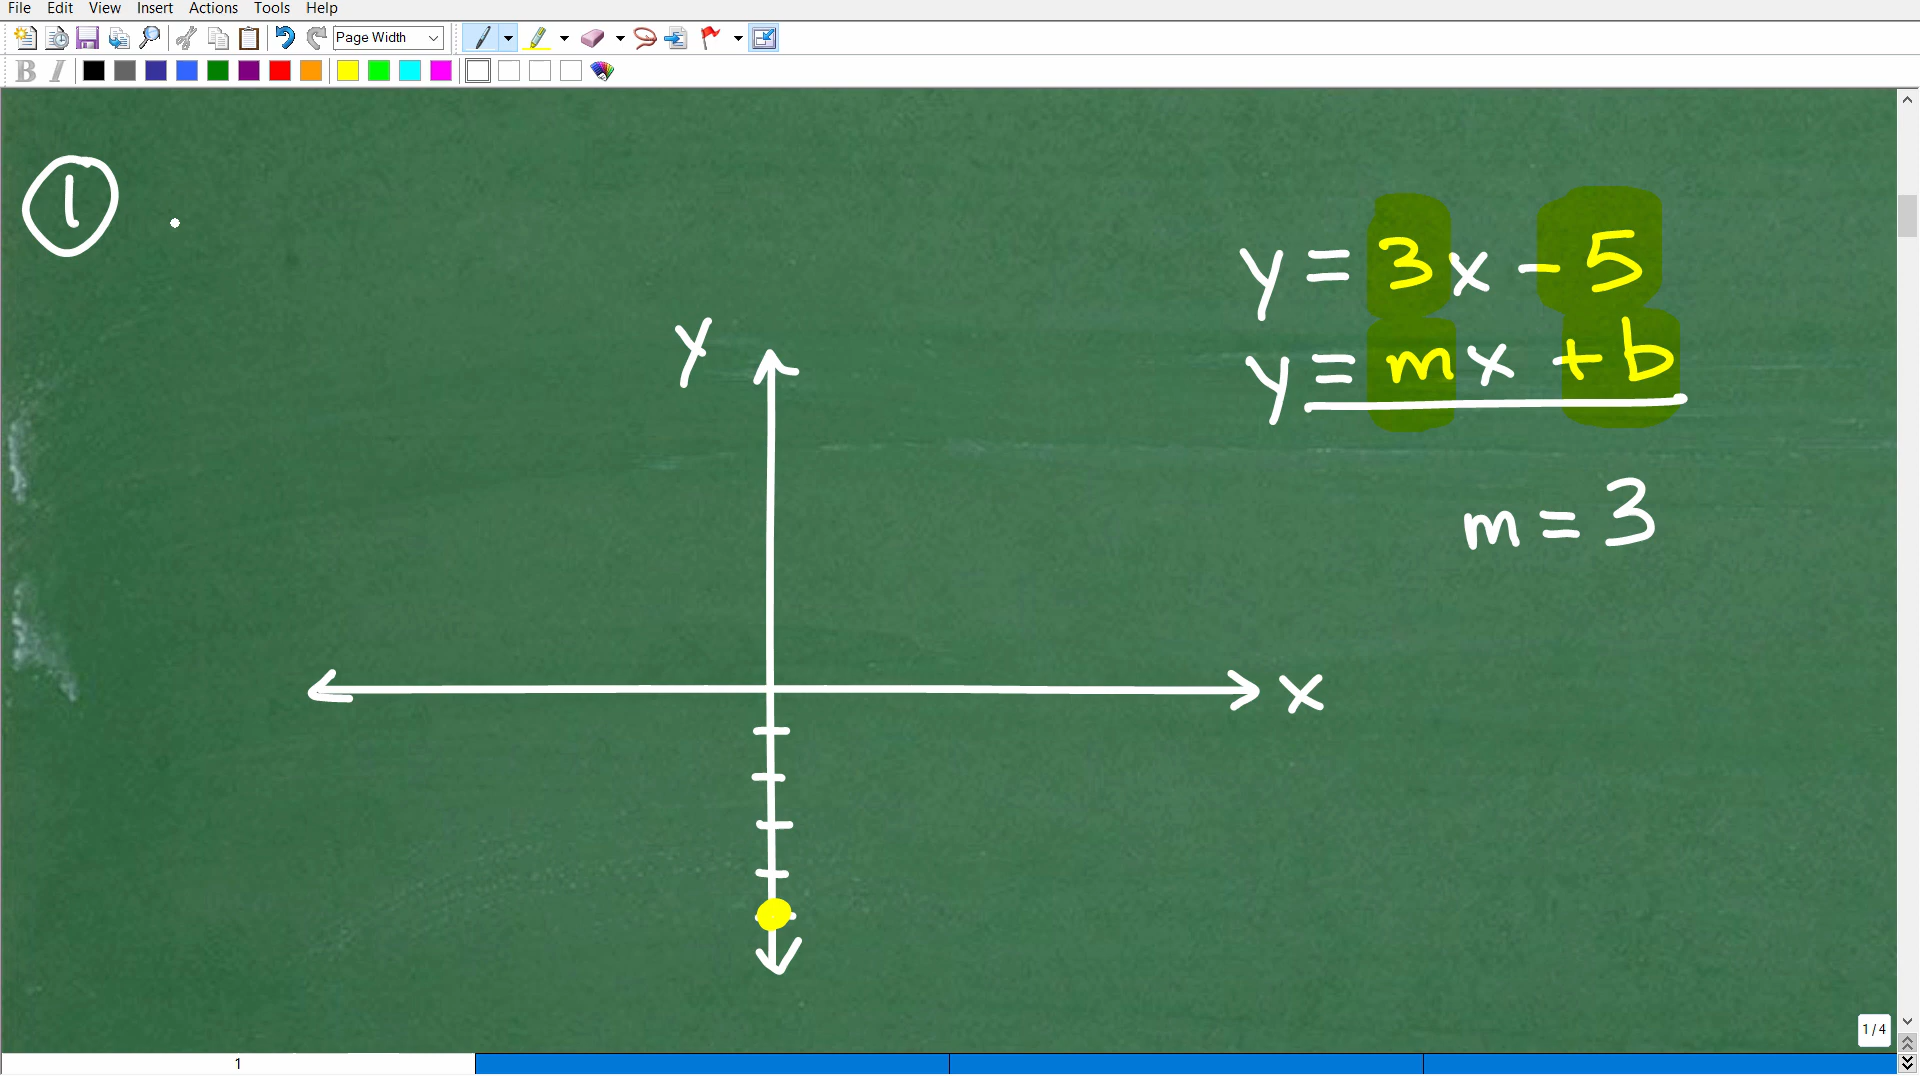 File Edit View Insert Actions Tools Help
Page Width
B I
1
y = 3x - 5
y = mx + b
y
m = 3
x
1 / 4
1